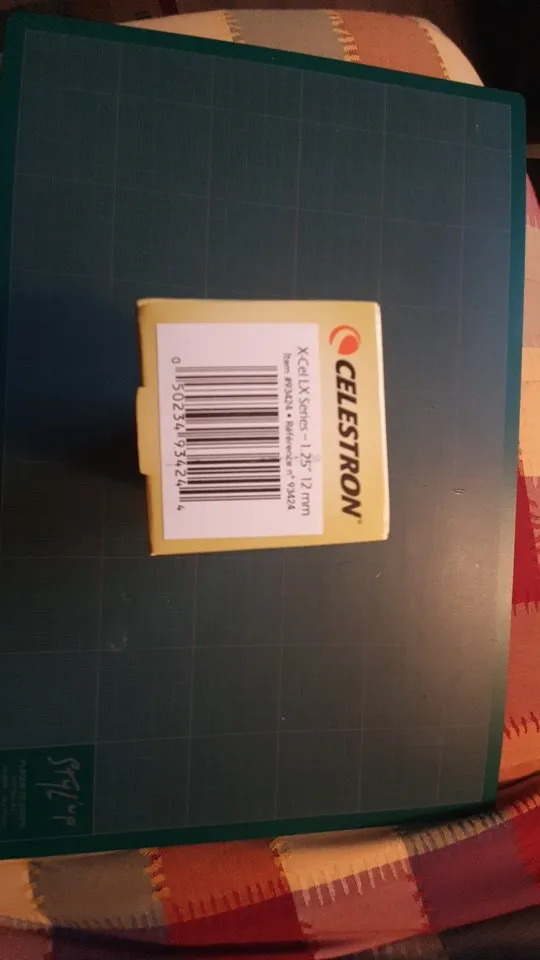 CELESTRON
X-Cel LX Series – 1.25" 12 mm
Item #93424 • Référence n° 93424
0 50234 93424 4